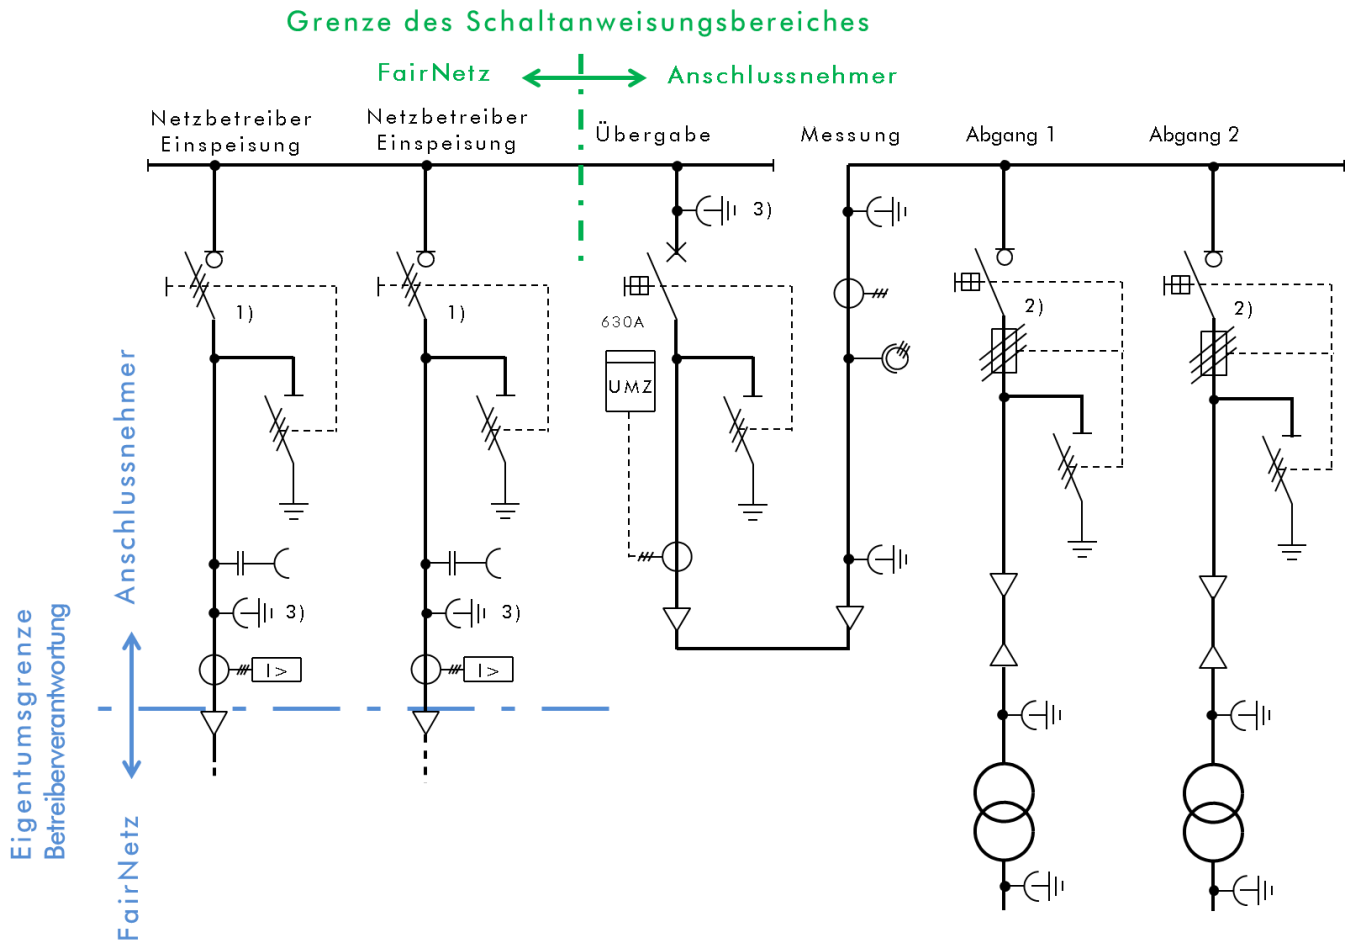 Grenze des Schaltanweisungsbereiches
FairNetz
Anschlussnehmer
Netzbetreiber
Einspeisung
Netzbetreiber
Einspeisung
Übergabe
Messung
Abgang 1
Abgang 2
3)
1)
1)
630A
2)
2)
UMZ
3)
3)
I>
I>
Anschlussnehmer
FairNetz
Eigentumsgrenze
Betreiberverantwortung